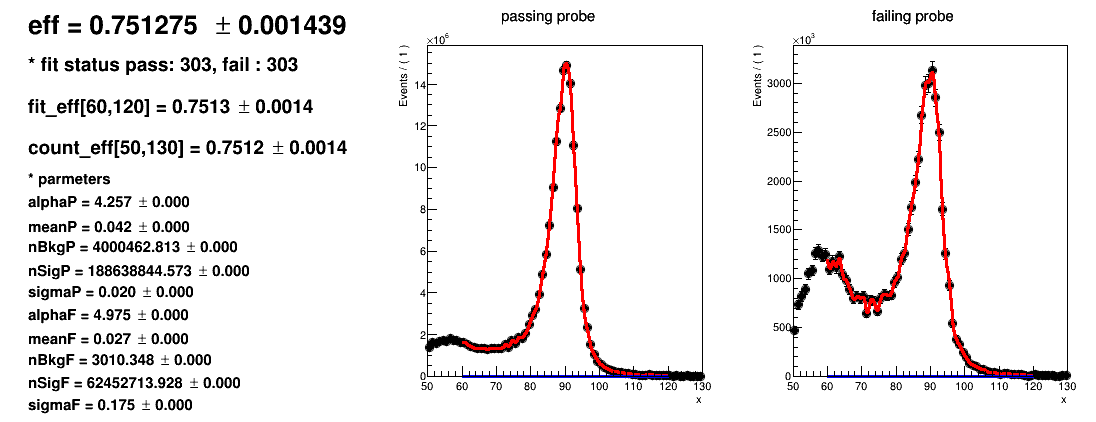 eff = 0.751275 ± 0.001439
* fit status pass: 303, fail : 303
fit_eff[60,120] = 0.7513 ± 0.0014
count_eff[50,130] = 0.7512 ± 0.0014
* parmeters
alphaP = 4.257 ± 0.000
meanP = 0.042 ± 0.000
nBkgP = 4000462.813 ± 0.000
nSigP = 188638844.573 ± 0.000
sigmaP = 0.020 ± 0.000
alphaF = 4.975 ± 0.000
meanF = 0.027 ± 0.000
nBkgF = 3010.348 ± 0.000
nSigF = 62452713.928 ± 0.000
sigmaF = 0.175 ± 0.000
passing probe
×10⁶
Events / ( 1 )
14
12
10
8
6
4
2
0
50 60 70 80 90 100 110 120 130
x
failing probe
×10³
Events / ( 1 )
3000
2500
2000
1500
1000
500
0
50 60 70 80 90 100 110 120 130
x